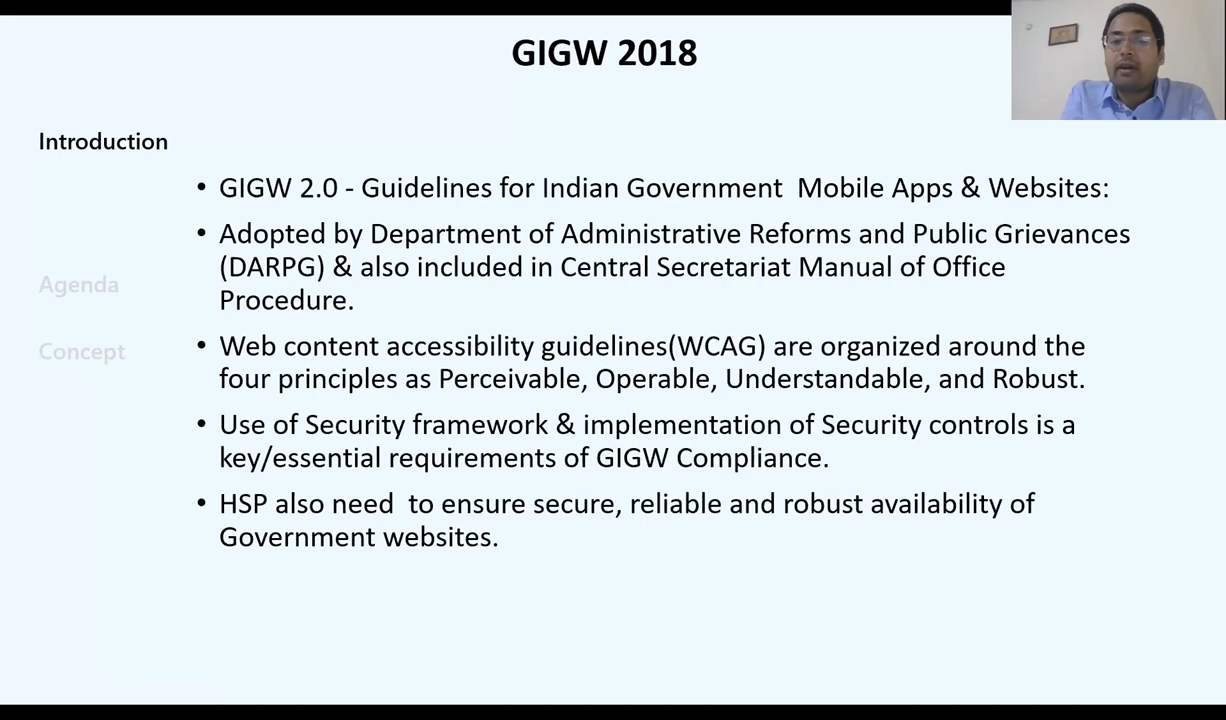 GIGW 2018
Introduction
• GIGW 2.0 - Guidelines for Indian Government  Mobile Apps & Websites:
• Adopted by Department of Administrative Reforms and Public Grievances
(DARPG) & also included in Central Secretariat Manual of Office
Procedure.
Agenda
Concept
• Web content accessibility guidelines(WCAG) are organized around the
four principles as Perceivable, Operable, Understandable, and Robust.
• Use of Security framework & implementation of Security controls is a
key/essential requirements of GIGW Compliance.
• HSP also need  to ensure secure, reliable and robust availability of
Government websites.